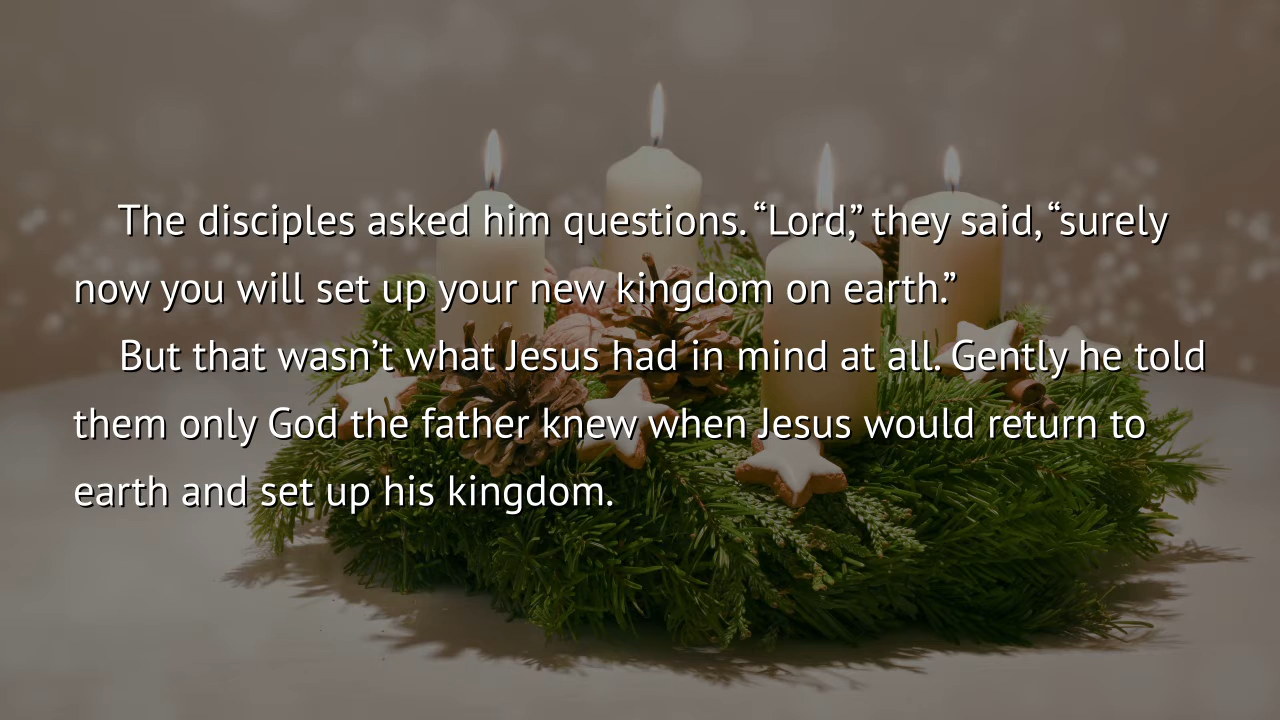 The disciples asked him questions. “Lord,” they said, “surely
now you will set up your new kingdom on earth.”
But that wasn’t what Jesus had in mind at all. Gently he told
them only God the father knew when Jesus would return to
earth and set up his kingdom.